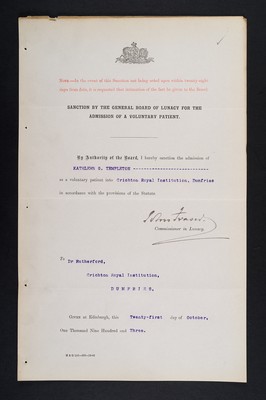 NOTE.—In the event of this Sanction not being acted upon within twenty-eight
days from date, it is requested that intimation of the fact be given to the Board.
SANCTION BY THE GENERAL BOARD OF LUNACY FOR THE
ADMISSION OF A VOLUNTARY PATIENT.
By Authority of the Board, I hereby sanction the admission of
KATHLEEN S. TEMPLETON
as a voluntary patient into Crichton Royal Institution, Dumfries
in accordance with the provisions of the Statute.
Commissioner in Lunacy.
To
Dr Rutherford,
Crichton Royal Institution,
DUMFRIES.
GIVEN at Edinburgh, this Twenty-first day of October,
One Thousand Nine Hundred and Three.